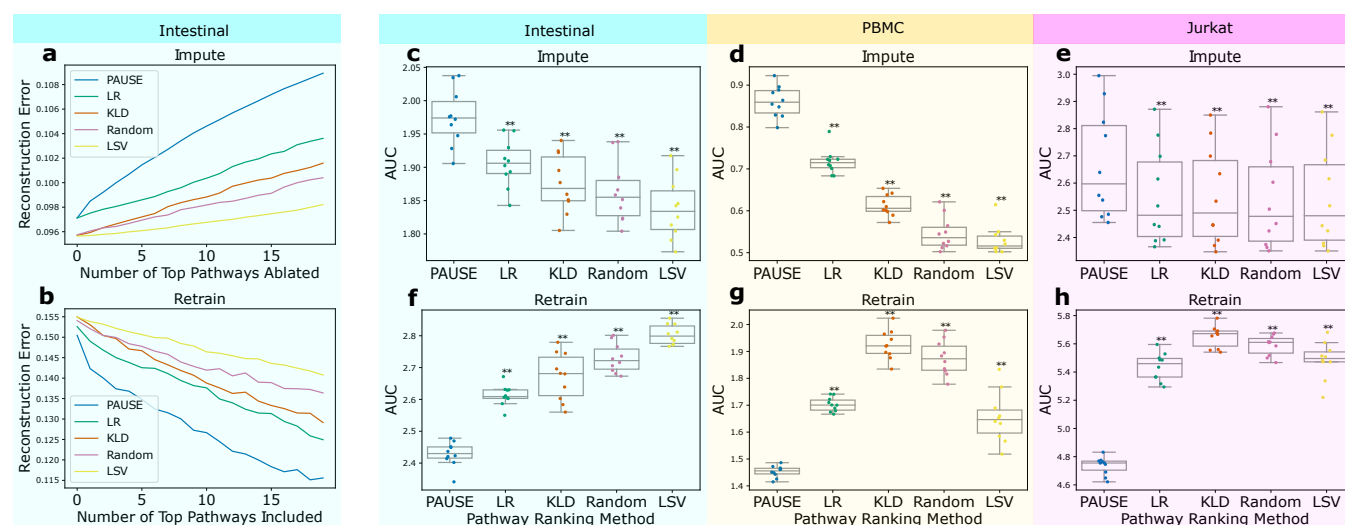 Intestinal
Intestinal
PBMC
Jurkat
a
Impute
Reconstruction Error
0.108
0.106
0.104
0.102
0.100
0.098
0.096
PAUSE
LR
KLD
Random
LSV
0
5
10
15
Number of Top Pathways Ablated
c
Impute
AUC
2.05
2.00
1.95
1.90
1.85
1.80
**
**
**
**
PAUSE LR KLD Random LSV
d
Impute
AUC
0.9
0.8
0.7
0.6
0.5
**
**
**
**
PAUSE LR KLD Random LSV
e
Impute
AUC
3.0
2.9
2.8
2.7
2.6
2.5
2.4
**
**
**
**
PAUSE LR KLD Random LSV
b
Retrain
Reconstruction Error
0.155
0.150
0.145
0.140
0.135
0.130
0.125
0.120
0.115
PAUSE
LR
KLD
Random
LSV
0
5
10
15
Number of Top Pathways Included
f
Retrain
AUC
2.8
2.7
2.6
2.5
2.4
**
**
**
**
PAUSE LR KLD Random LSV
Pathway Ranking Method
g
Retrain
AUC
2.0
1.9
1.8
1.7
1.6
1.5
1.4
**
**
**
**
PAUSE LR KLD Random LSV
Pathway Ranking Method
h
Retrain
AUC
5.8
5.6
5.4
5.2
5.0
4.8
4.6
**
**
**
**
PAUSE LR KLD Random LSV
Pathway Ranking Method